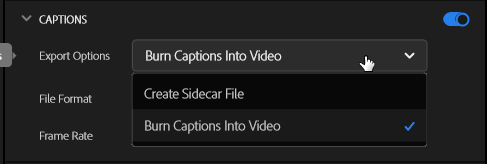 CAPTIONS
Export Options
Burn Captions Into Video
Create Sidecar File
File Format
Burn Captions Into Video
Frame Rate